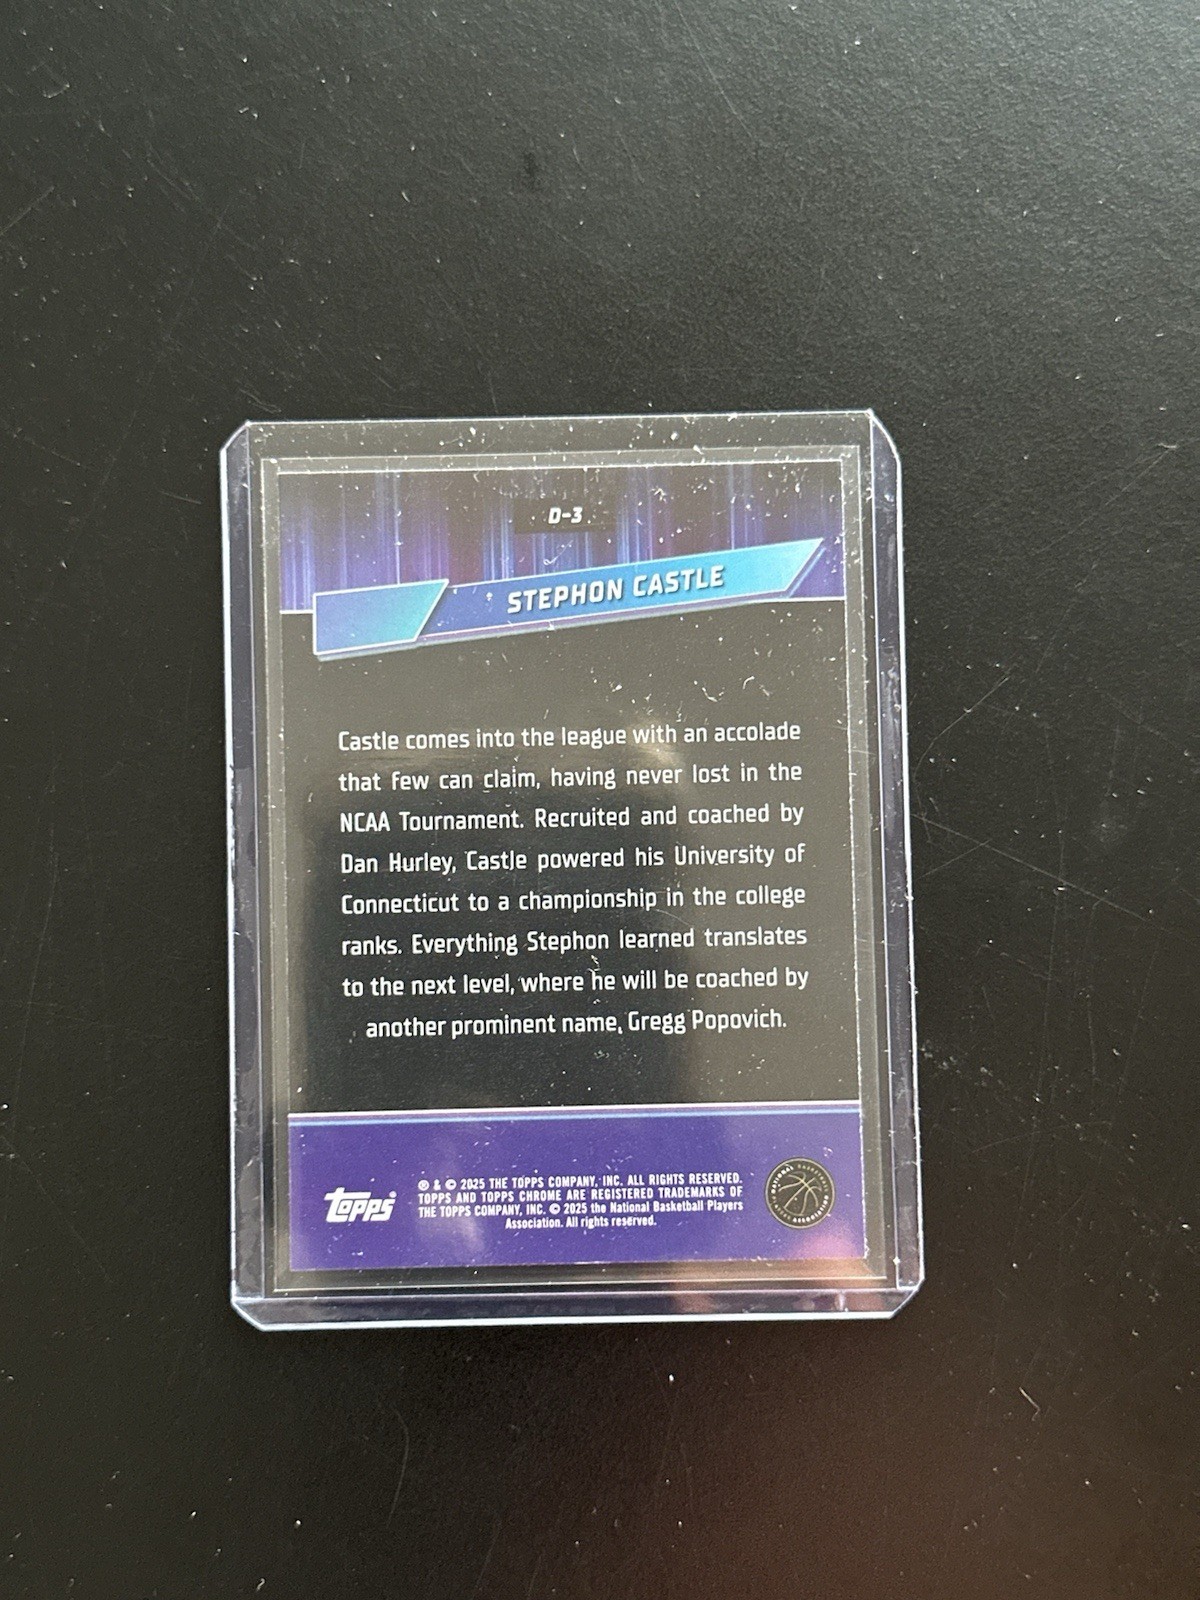 D-3
STEPHON CASTLE
Castle comes into the league with an accolade
that few can claim, having never lost in the
NCAA Tournament. Recruited and coached by
Dan Hurley, Castle powered his University of
Connecticut to a championship in the college
ranks. Everything Stephon learned translates
to the next level, where he will be coached by
another prominent name, Gregg Popovich.
topps
® & © 2025 THE TOPPS COMPANY, INC. ALL RIGHTS RESERVED.
TOPPS AND TOPPS CHROME ARE REGISTERED TRADEMARKS OF
THE TOPPS COMPANY, INC. © 2025 the National Basketball Players
Association. All rights reserved.
NATIONAL Basketball
Players ASSOCIATION